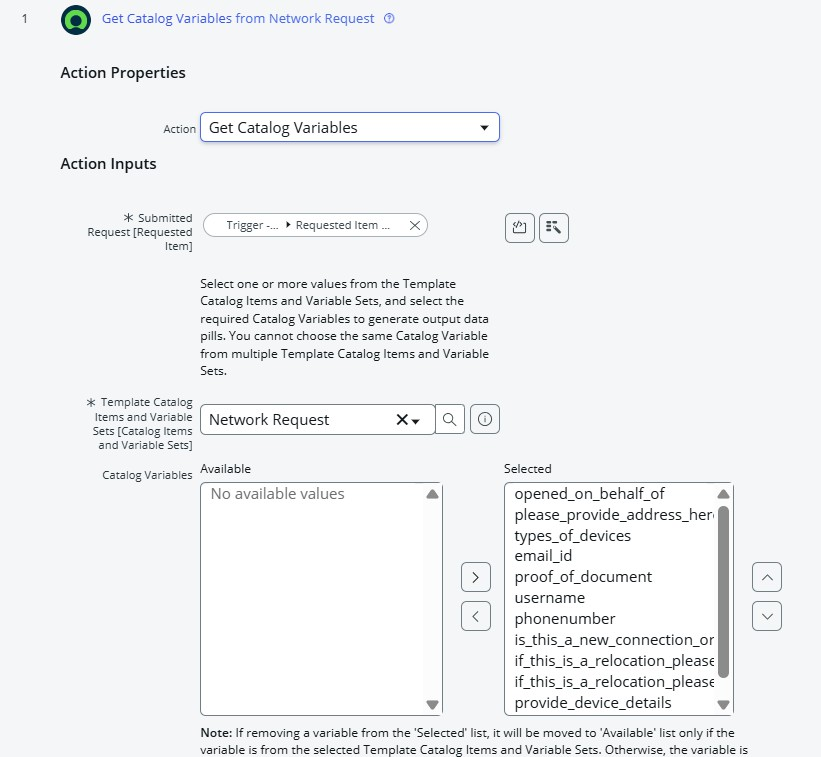 1 Get Catalog Variables from Network Request
Action Properties
Action Get Catalog Variables
Action Inputs
* Submitted
Request [Requested
Item]
Trigger -... Requested Item ...
Select one or more values from the Template
Catalog Items and Variable Sets, and select the
required Catalog Variables to generate output data
pills. You cannot choose the same Catalog Variable
from multiple Template Catalog Items and Variable
Sets.
* Template Catalog
Items and Variable
Sets [Catalog Items
and Variable Sets]
Network Request
Catalog Variables
Available
No available values
Selected
opened_on_behalf_of
please_provide_address_her
types_of_devices
email_id
proof_of_document
username
phonenumber
is_this_a_new_connection_or
if_this_is_a_relocation_please
if_this_is_a_relocation_please
provide_device_details
Note: If removing a variable from the 'Selected' list, it will be moved to 'Available' list only if the
variable is from the selected Template Catalog Items and Variable Sets. Otherwise, the variable is